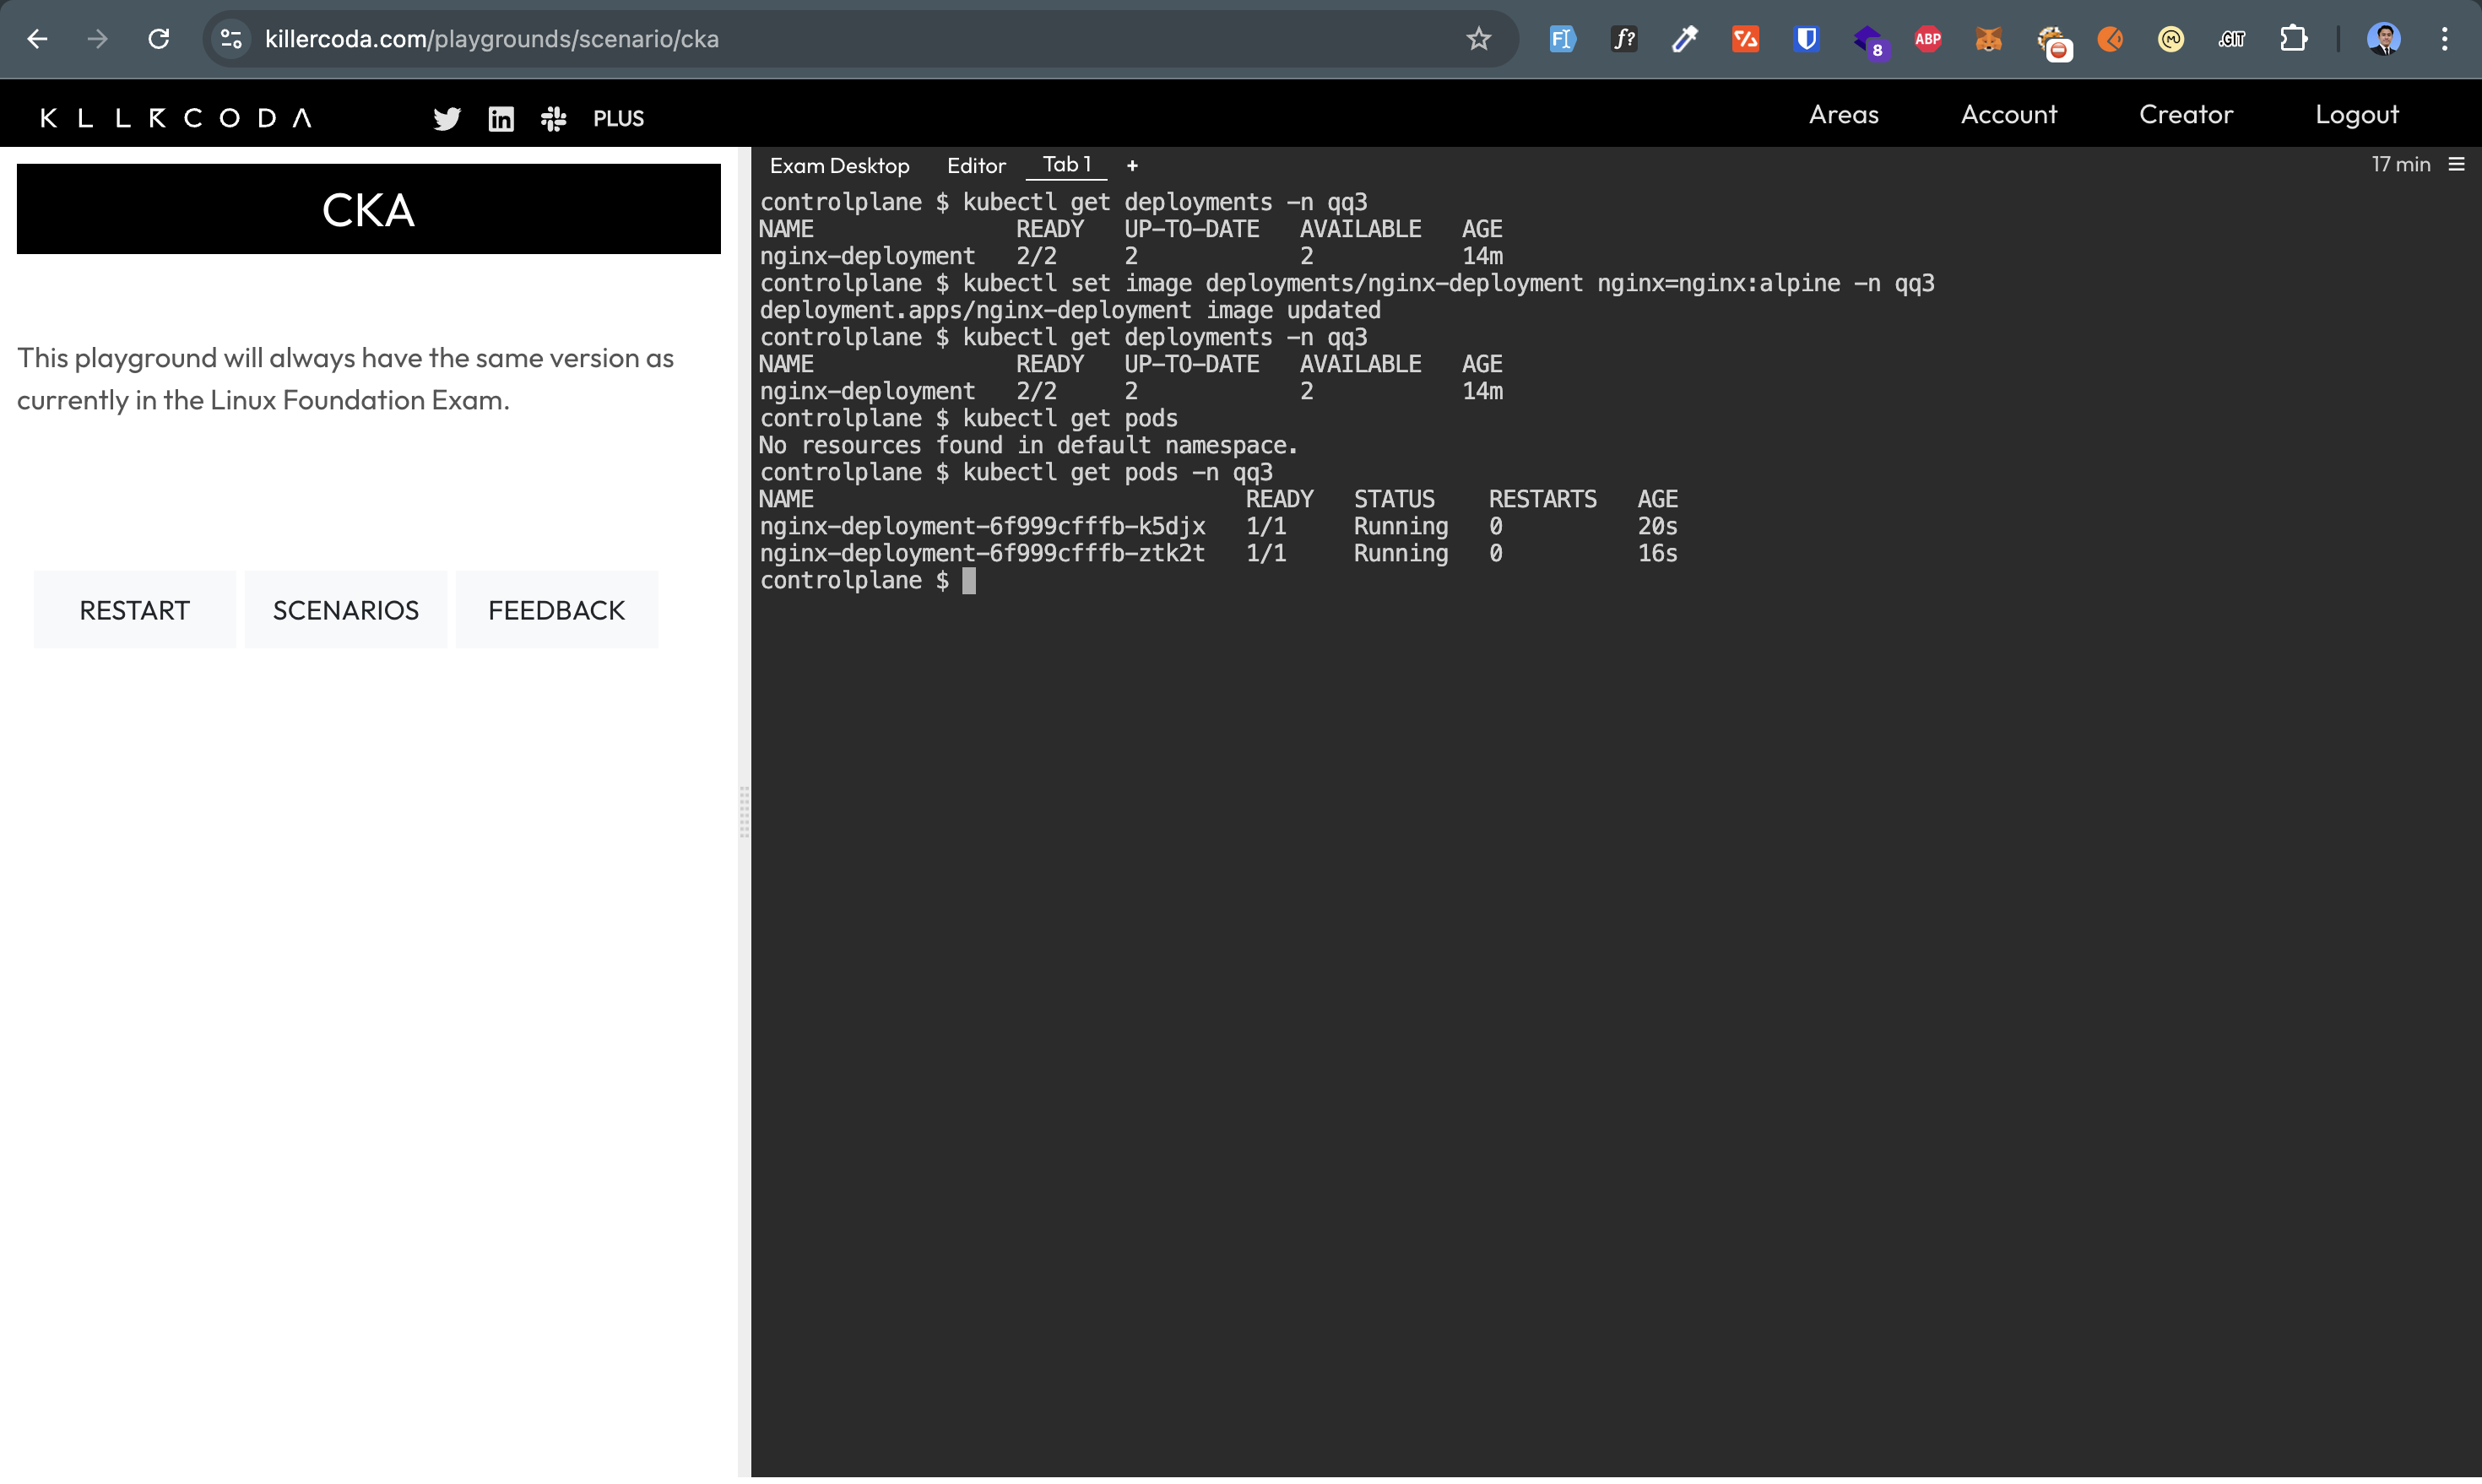 killercoda.com/playgrounds/scenario/cka
F
f?
8
ABP
M
.GIT
KLLRCODA
in
PLUS
Areas
Account
Creator
Logout
CKA
This playground will always have the same version as
currently in the Linux Foundation Exam.
RESTART
SCENARIOS
FEEDBACK
Exam Desktop
Editor
Tab 1
+
17 min
controlplane $ kubectl get deployments -n qq3
NAME READY UP-TO-DATE AVAILABLE AGE
nginx-deployment 2/2 2 2 14m
controlplane $ kubectl set image deployments/nginx-deployment nginx=nginx:alpine -n qq3
deployment.apps/nginx-deployment image updated
controlplane $ kubectl get deployments -n qq3
NAME READY UP-TO-DATE AVAILABLE AGE
nginx-deployment 2/2 2 2 14m
controlplane $ kubectl get pods
No resources found in default namespace.
controlplane $ kubectl get pods -n qq3
NAME READY STATUS RESTARTS AGE
nginx-deployment-6f999cfffb-k5djx 1/1 Running 0 20s
nginx-deployment-6f999cfffb-ztk2t 1/1 Running 0 16s
controlplane $